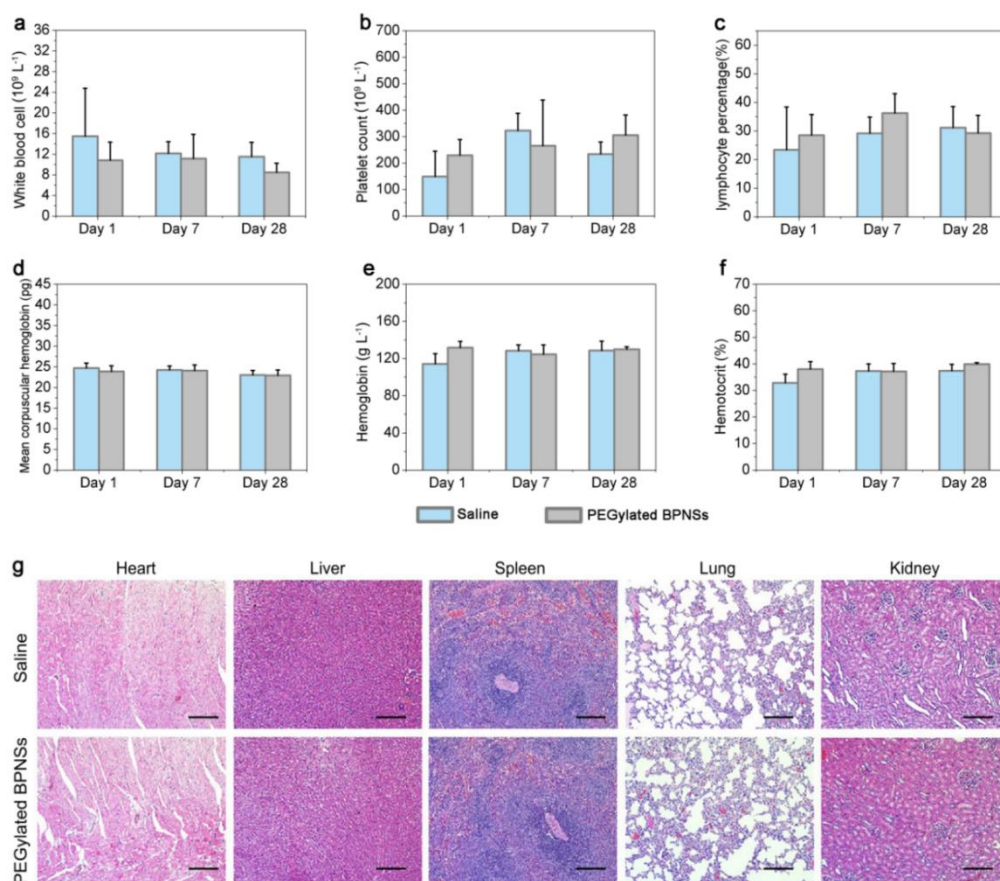 a
White blood cell (10⁹ L⁻¹)
36
32
28
24
20
16
12
8
4
0
Day 1 Day 7 Day 28
b
Platelet count (10⁹ L⁻¹)
700
600
500
400
300
200
100
0
Day 1 Day 7 Day 28
c
lymphocyte percentage(%)
60
50
40
30
20
10
0
Day 1 Day 7 Day 28
d
Mean corpuscular hemoglobin (pg)
45
40
35
30
25
20
15
10
5
0
Day 1 Day 7 Day 28
e
Hemoglobin (g L⁻¹)
200
160
120
80
40
0
Day 1 Day 7 Day 28
f
Hemotocrit (%)
70
60
50
40
30
20
10
0
Day 1 Day 7 Day 28
Saline PEGylated BPNSs
g
Heart Liver Spleen Lung Kidney
Saline
PEGylated BPNSs